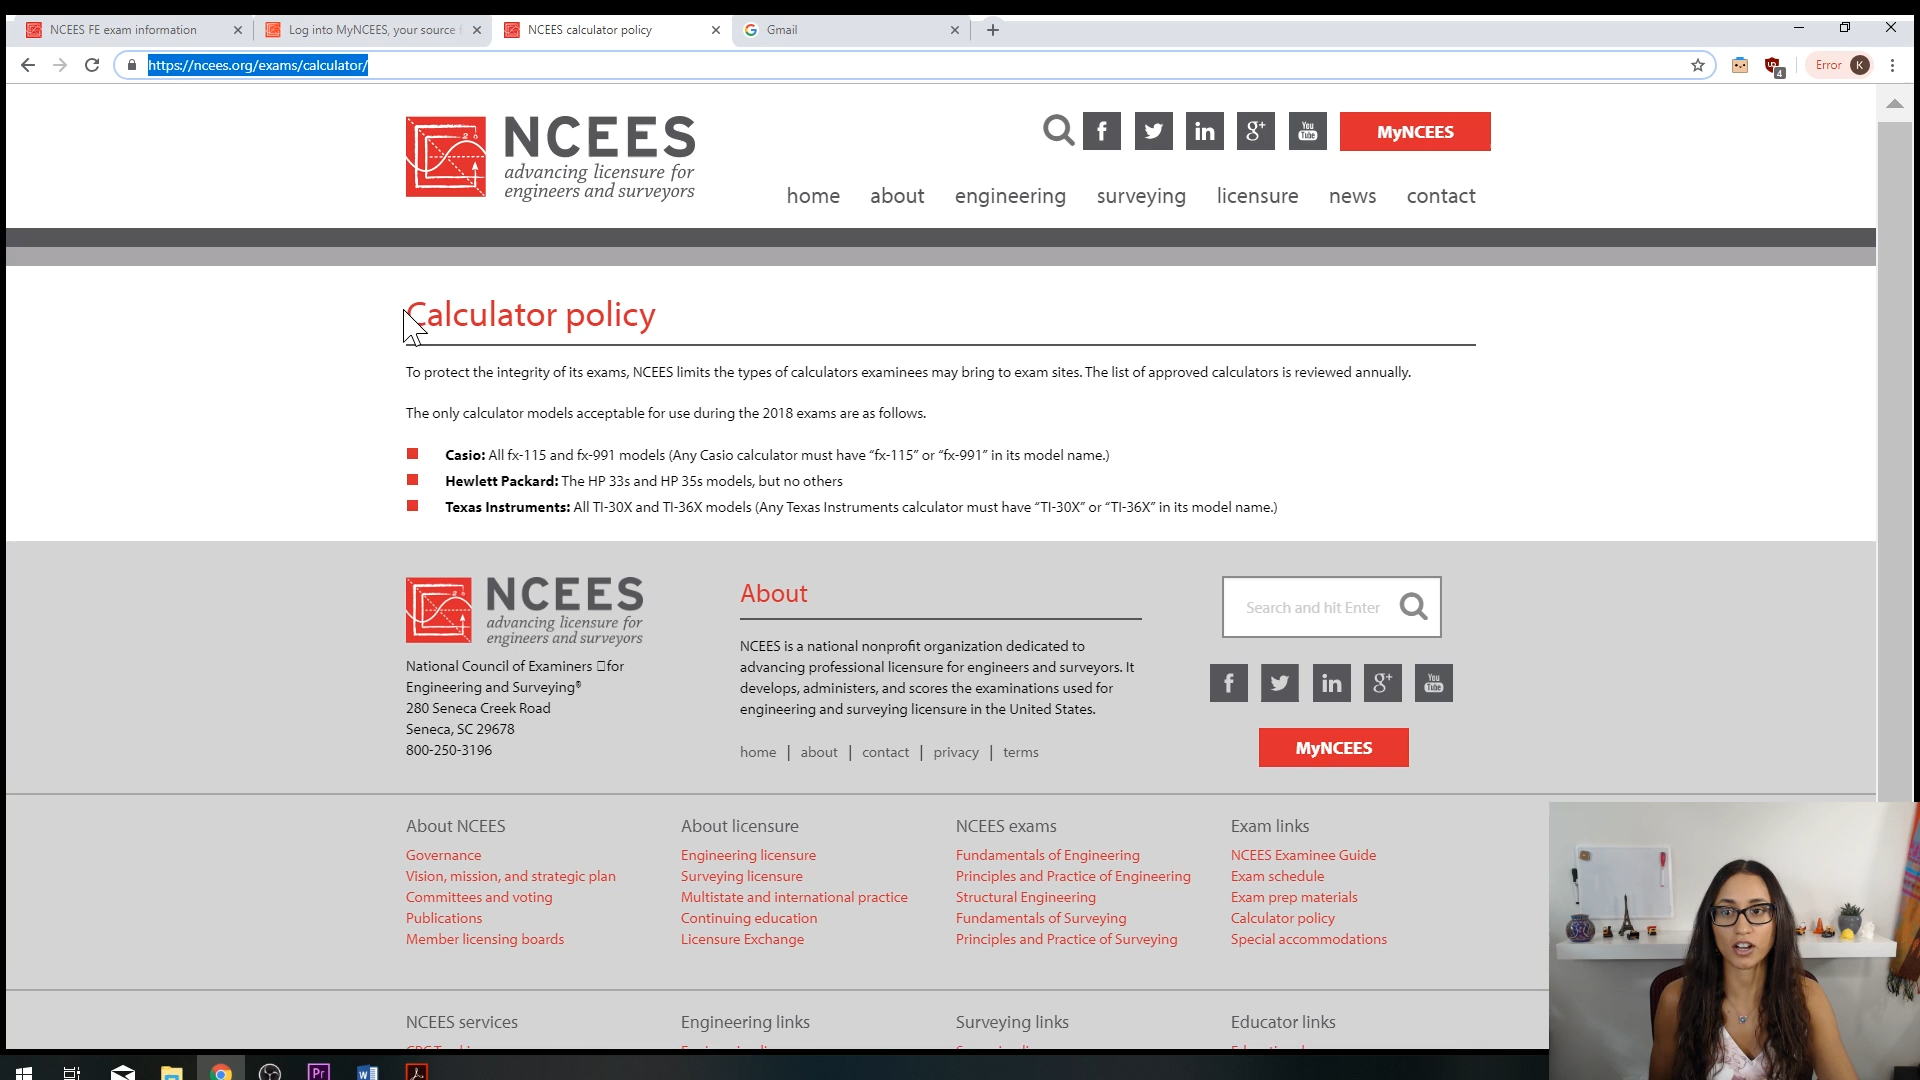 NCEES FE exam information
Log into MyNCEES, your source
NCEES calculator policy
Gmail
https://ncees.org/exams/calculator/
4
Error K
NCEES
advancing licensure for
engineers and surveyors
f
in
g+
You Tube
MyNCEES
home about engineering surveying licensure news contact
Calculator policy
To protect the integrity of its exams, NCEES limits the types of calculators examinees may bring to exam sites. The list of approved calculators is reviewed annually.
The only calculator models acceptable for use during the 2018 exams are as follows.
Casio: All fx-115 and fx-991 models (Any Casio calculator must have “fx-115” or “fx-991” in its model name.)
Hewlett Packard: The HP 33s and HP 35s models, but no others
Texas Instruments: All TI-30X and TI-36X models (Any Texas Instruments calculator must have “TI-30X” or “TI-36X” in its model name.)
NCEES
advancing licensure for
engineers and surveyors
National Council of Examiners for
Engineering and Surveying®
280 Seneca Creek Road
Seneca, SC 29678
800-250-3196
About
NCEES is a national nonprofit organization dedicated to
advancing professional licensure for engineers and surveyors. It
develops, administers, and scores the examinations used for
engineering and surveying licensure in the United States.
home | about | contact | privacy | terms
Search and hit Enter
f
in
g+
You Tube
MyNCEES
About NCEES
Governance
Vision, mission, and strategic plan
Committees and voting
Publications
Member licensing boards
About licensure
Engineering licensure
Surveying licensure
Multistate and international practice
Continuing education
Licensure Exchange
NCEES exams
Fundamentals of Engineering
Principles and Practice of Engineering
Structural Engineering
Fundamentals of Surveying
Principles and Practice of Surveying
Exam links
NCEES Examinee Guide
Exam schedule
Exam prep materials
Calculator policy
Special accommodations
NCEES services
Engineering links
Surveying links
Educator links
Pr